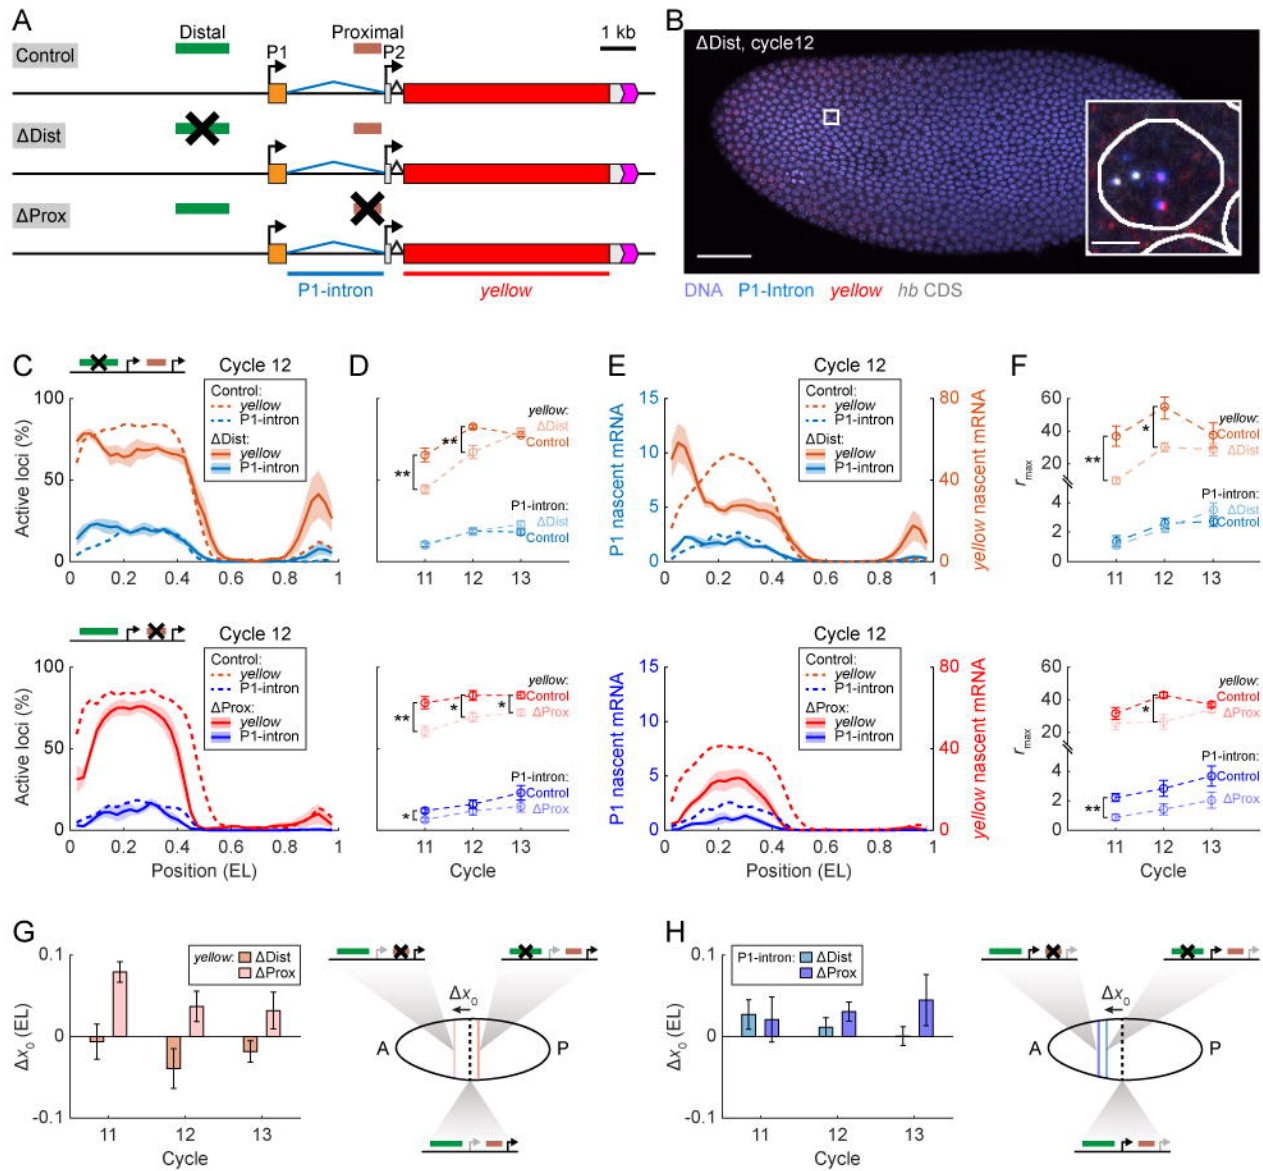 A
Distal
Proximal
1 kb
Control
P1
P2
ΔDist
ΔProx
P1-intron
yellow
B
ΔDist, cycle12
DNA P1-Intron yellow hb CDS
C
Cycle 12
Control:
yellow
P1-intron
ΔDist:
yellow
P1-intron
Active loci (%)
100
50
0
0 0.2 0.4 0.6 0.8 1
D
yellow:
ΔDist
Control
**
**
P1-intron:
ΔDist
Control
11 12 13
E
Cycle 12
Control:
yellow
P1-intron
ΔDist:
yellow
P1-intron
P1 nascent mRNA
15
10
5
0
yellow nascent mRNA
80
40
0
0 0.2 0.4 0.6 0.8 1
F
rmax
60
40
20
4
2
0
yellow:
Control
ΔDist
**
*
P1-intron:
ΔDist
Control
11 12 13
Cycle 12
Control:
yellow
P1-intron
ΔProx:
yellow
P1-intron
Active loci (%)
100
50
0
0 0.2 0.4 0.6 0.8 1
Position (EL)
yellow:
Control
ΔProx
**
*
*
P1-intron:
Control
ΔProx
*
11 12 13
Cycle
Cycle 12
Control:
yellow
P1-intron
ΔProx:
yellow
P1-intron
P1 nascent mRNA
15
10
5
0
yellow nascent mRNA
80
40
0
0 0.2 0.4 0.6 0.8 1
Position (EL)
rmax
60
40
20
4
2
0
yellow:
Control
ΔProx
*
P1-intron:
Control
ΔProx
**
11 12 13
Cycle
G
Δx0 (EL)
0.1
0
-0.1
yellow: ΔDist
ΔProx
11 12 13
Cycle
Δx0
A
P
H
Δx0 (EL)
0.1
0
-0.1
P1-intron: ΔDist
ΔProx
11 12 13
Cycle
Δx0
A
P